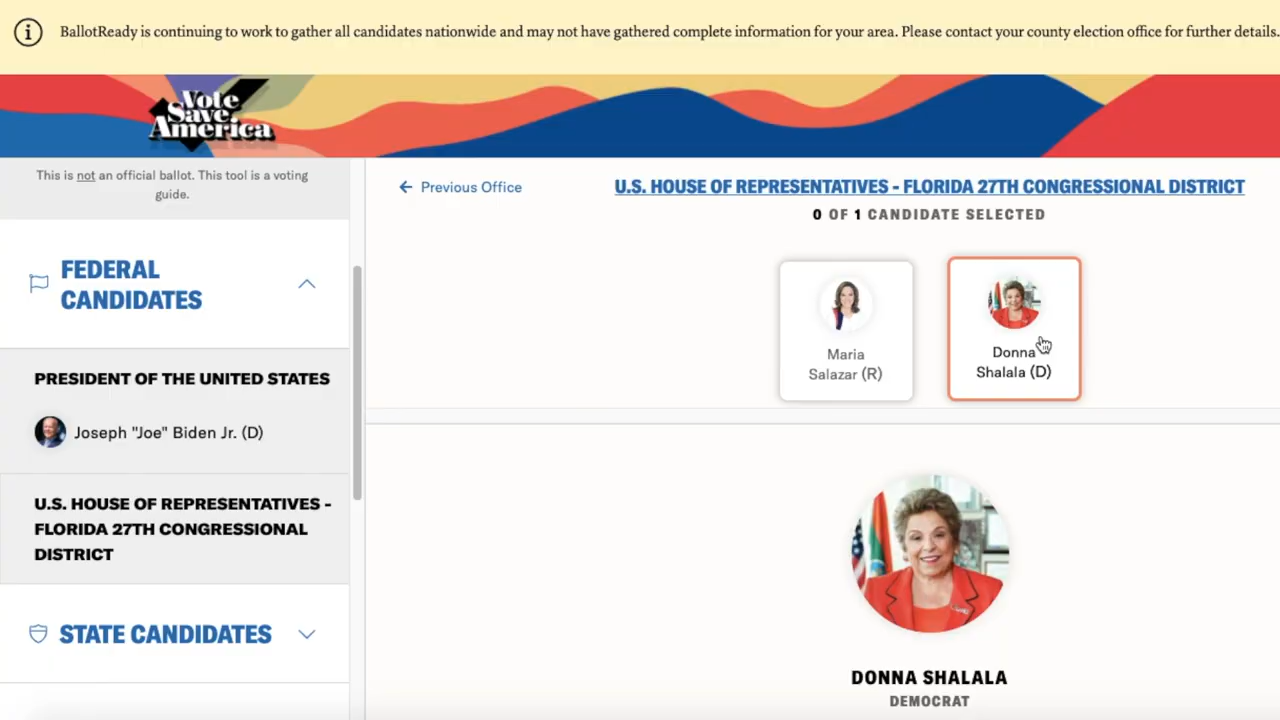 BallotReady is continuing to work to gather all candidates nationwide and may not have gathered complete information for your area. Please contact your county election office for further details.
Vote
Save
America
This is not an official ballot. This tool is a voting
guide.
FEDERAL
CANDIDATES
PRESIDENT OF THE UNITED STATES
Joseph "Joe" Biden Jr. (D)
U.S. HOUSE OF REPRESENTATIVES -
FLORIDA 27TH CONGRESSIONAL
DISTRICT
STATE CANDIDATES
Previous Office
U.S. HOUSE OF REPRESENTATIVES - FLORIDA 27TH CONGRESSIONAL DISTRICT
0 OF 1 CANDIDATE SELECTED
Maria
Salazar (R)
Donna
Shalala (D)
DONNA SHALALA
DEMOCRAT